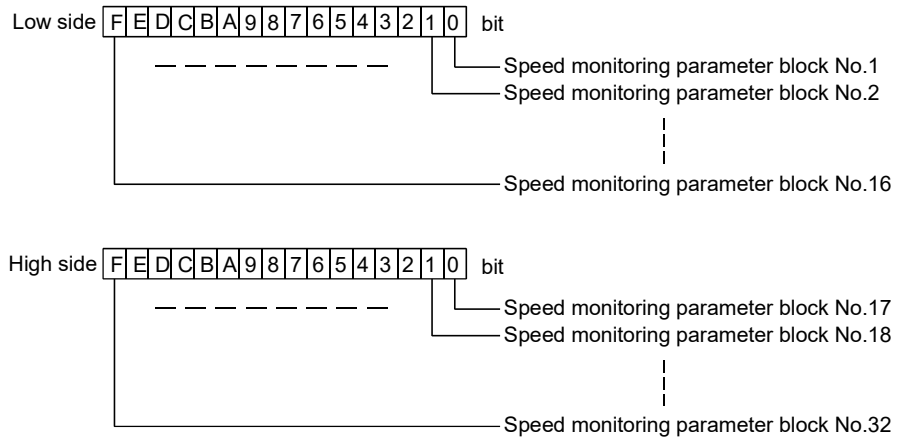 Low side F E D C B A 9 8 7 6 5 4 3 2 1 0 bit
Speed monitoring parameter block No.1
Speed monitoring parameter block No.2
Speed monitoring parameter block No.16
High side F E D C B A 9 8 7 6 5 4 3 2 1 0 bit
Speed monitoring parameter block No.17
Speed monitoring parameter block No.18
Speed monitoring parameter block No.32